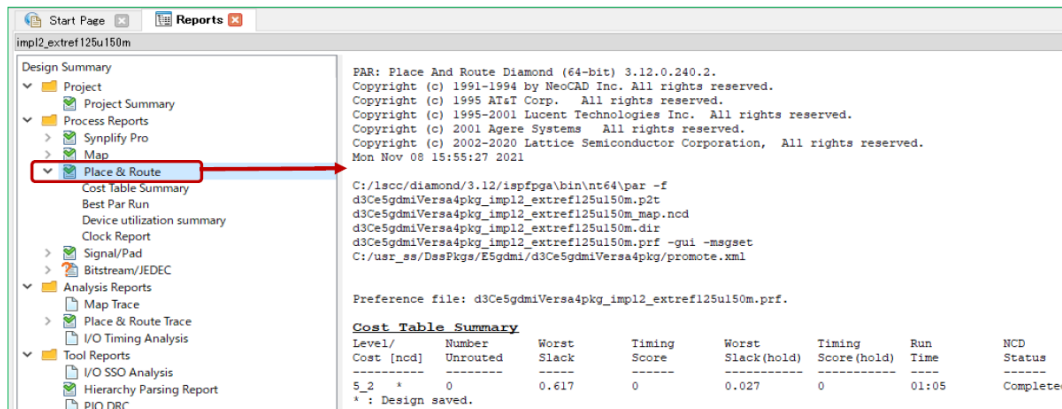 Start Page
Reports
impl2_extref125u150m
Design Summary
Project
Project Summary
Process Reports
Synplify Pro
Map
Place & Route
Cost Table Summary
Best Par Run
Device utilization summary
Clock Report
Signal/Pad
Bitstream/JEDEC
Analysis Reports
Map Trace
Place & Route Trace
I/O Timing Analysis
Tool Reports
I/O SSO Analysis
Hierarchy Parsing Report
PIO DRC
PAR: Place And Route Diamond (64-bit) 3.12.0.240.2.
Copyright (c) 1991-1994 by NeoCAD Inc. All rights reserved.
Copyright (c) 1995 AT&T Corp.   All rights reserved.
Copyright (c) 1995-2001 Lucent Technologies Inc.  All rights reserved.
Copyright (c) 2001 Agere Systems   All rights reserved.
Copyright (c) 2002-2020 Lattice Semiconductor Corporation,  All rights reserved.
Mon Nov 08 15:55:27 2021
C:/lscc/diamond/3.12/ispfpga\bin\nt64\par -f
d3Ce5gdmiVersa4pkg_impl2_extref125u150m.p2t
d3Ce5gdmiVersa4pkg_impl2_extref125u150m_map.ncd
d3Ce5gdmiVersa4pkg_impl2_extref125u150m.dir
d3Ce5gdmiVersa4pkg_impl2_extref125u150m.prf -gui -msgset
C:/usr_ss/DssPkgs/E5gdmi/d3Ce5gdmiVersa4pkg/promote.xml
Preference file: d3Ce5gdmiVersa4pkg_impl2_extref125u150m.prf.
Cost Table Summary
Level/ Number Worst Timing Worst Timing Run NCD
Cost [ncd] Unrouted Slack Score Slack(hold) Score(hold) Time Status
---------- -------- ----- ------ ----------- ----------- ---- ------
5_2 * 0 0.617 0 0.027 0 01:05 Completed
* : Design saved.